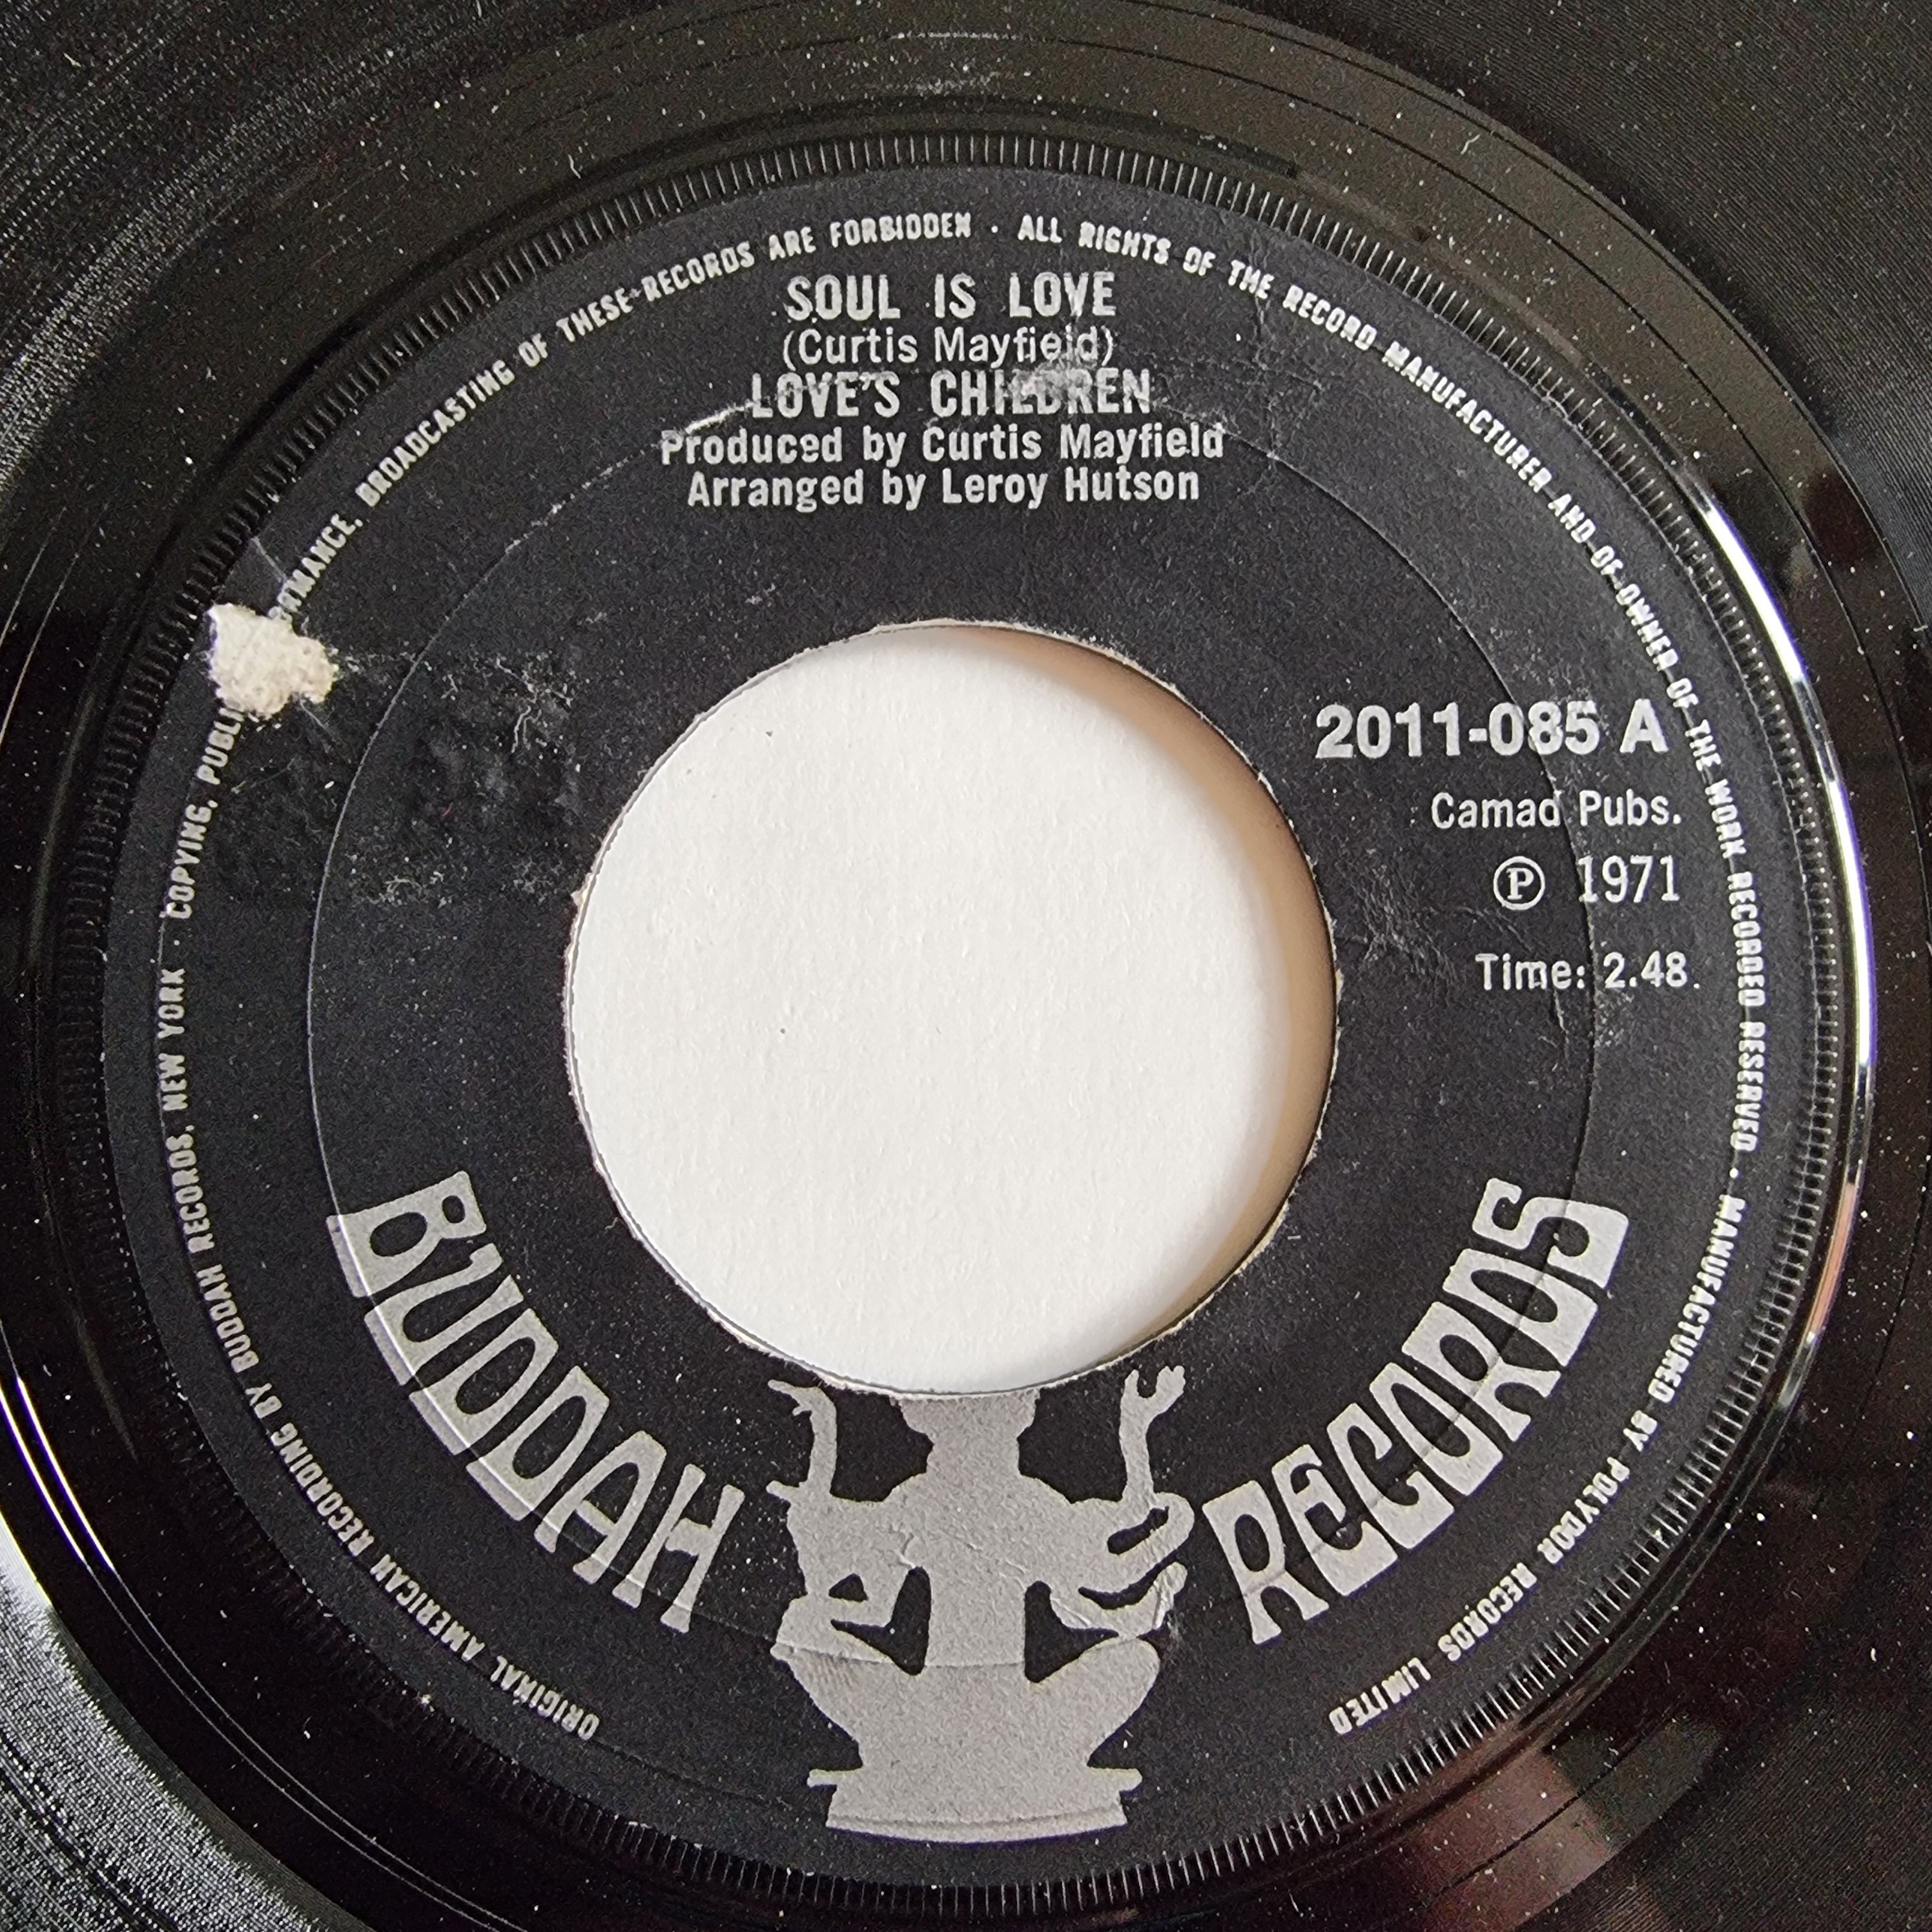 SOUL IS LOVE
(Curtis Mayfield)
LOVE'S CHILDREN
Produced by Curtis Mayfield
Arranged by Leroy Hutson
2011-085 A
Camad Pubs.
Ⓟ 1971
Time: 2.48.
BUDDAH RECORDS
ORIGINAL AMERICAN RECORDING BY BUDDAH RECORDS, NEW YORK · COPYING, PUBLI RMANCE, BROADCASTING OF THESE RECORDS ARE FORBIDDEN · ALL RIGHTS OF THE RECORD MANUFACTURER AND OF OWNER OF THE WORK RECORDED RESERVED · MANUFACTURED BY POLYDOR RECORDS LIMITED